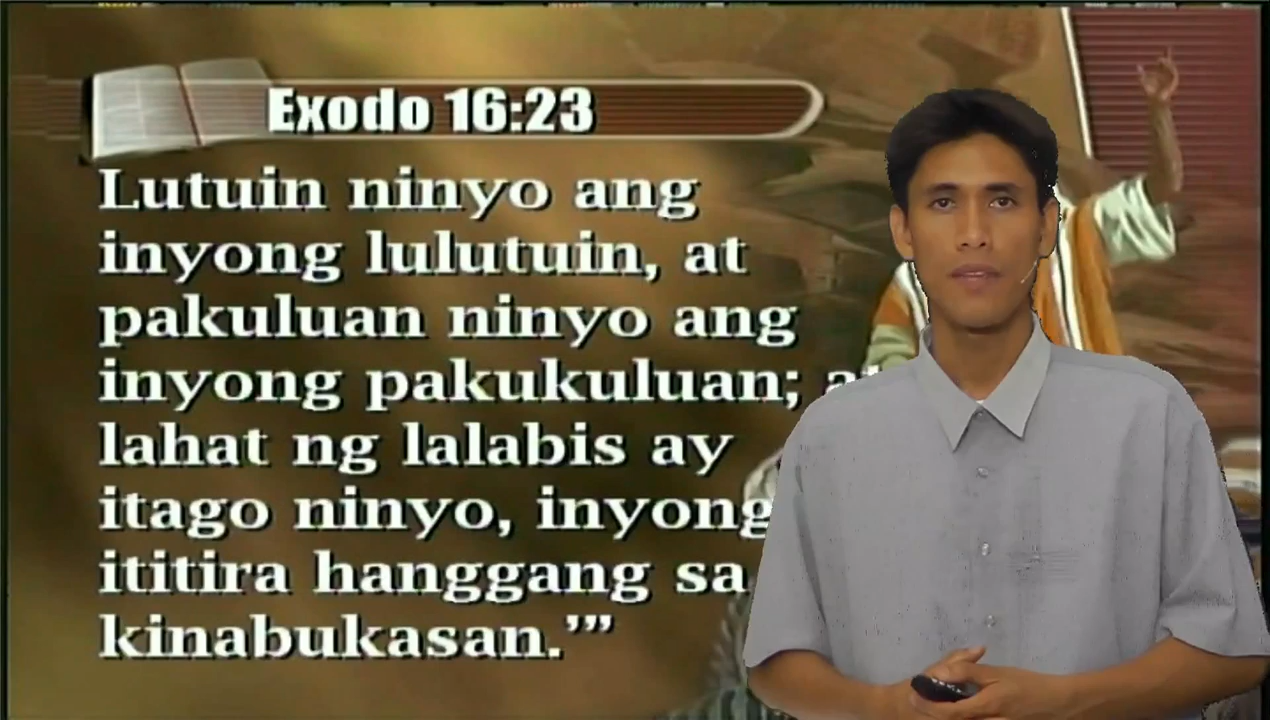 Exodo 16:23
Lutuin ninyo ang
inyong lulutuin, at
pakuluan ninyo ang
inyong pakukuluan; at
lahat ng lalabis ay
itago ninyo, inyong
ititira hanggang sa
kinabukasan.’”